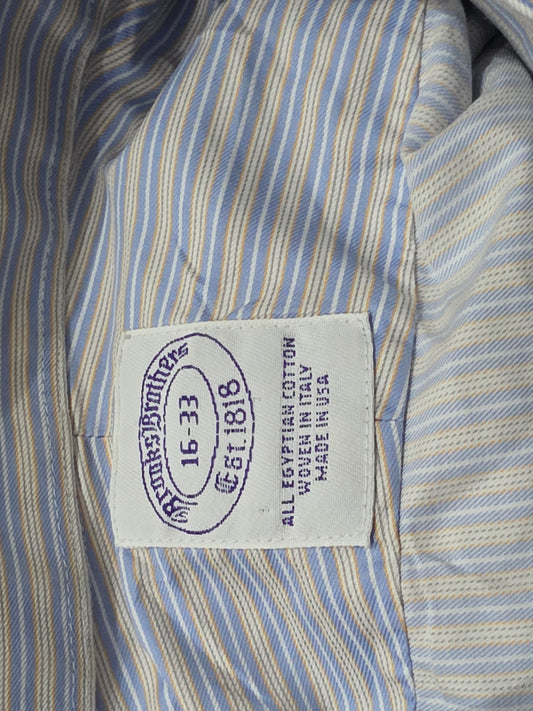 Brooks Brothers
16-33
Est. 1818
ALL EGYPTIAN COTTON
WOVEN IN ITALY
MADE IN USA